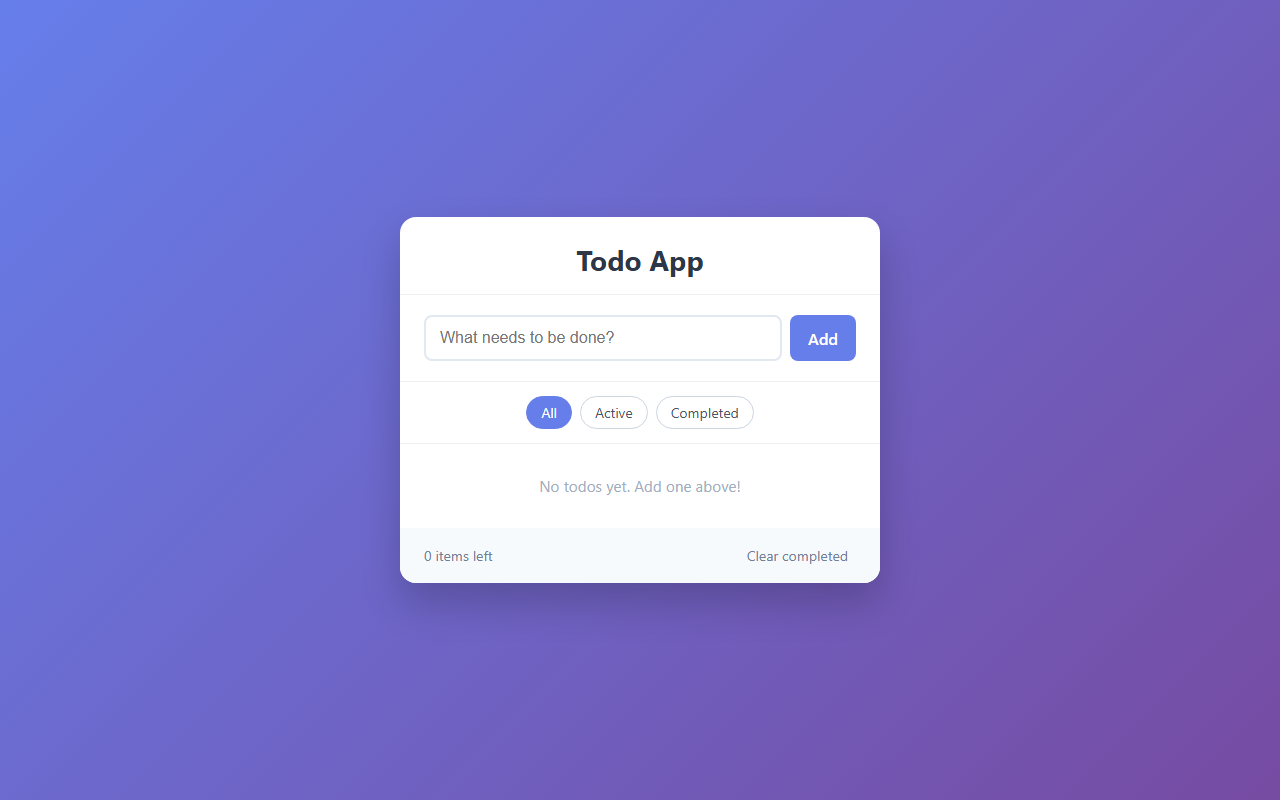 Todo App
What needs to be done?
Add
All
Active
Completed
No todos yet. Add one above!
0 items left
Clear completed